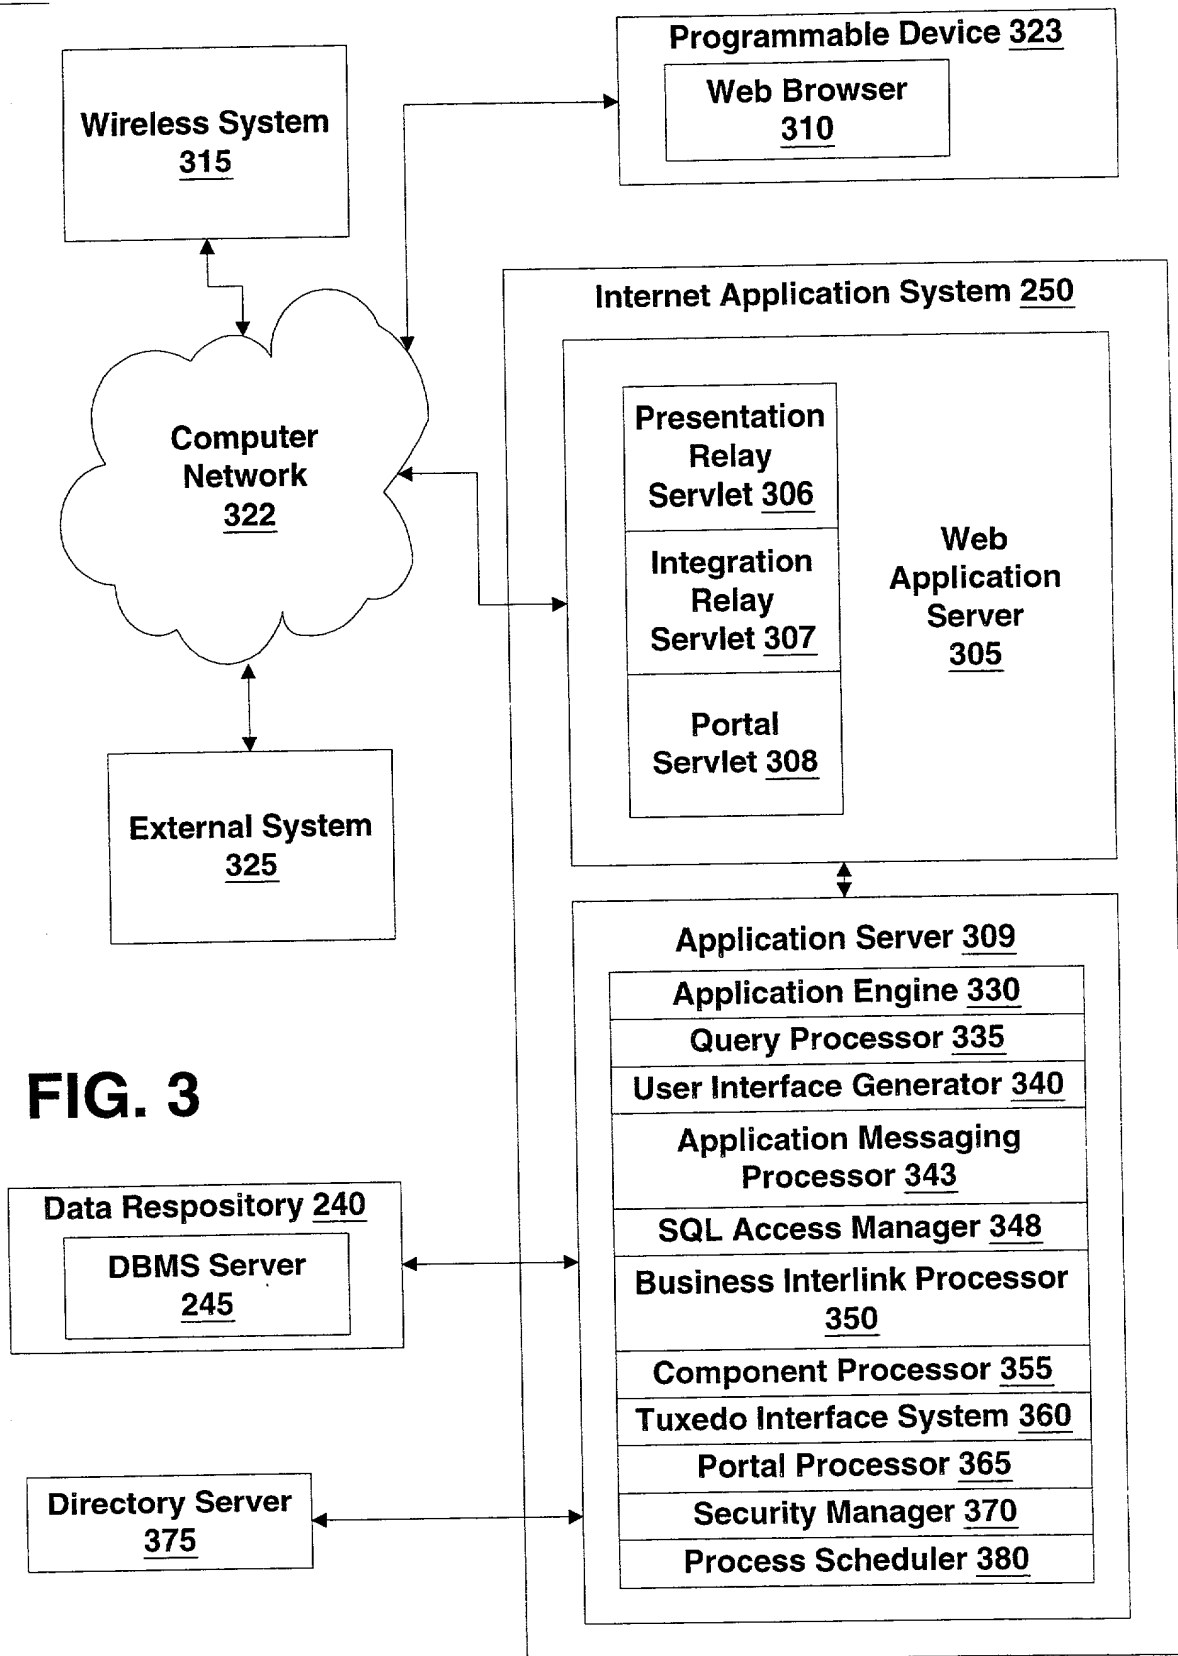 Programmable Device 323
Web Browser
310
Wireless System
315
Internet Application System 250
Presentation
Relay
Servlet 306
Computer
Network
322
Integration
Relay
Servlet 307
Web
Application
Server
305
Portal
Servlet 308
External System
325
Application Server 309
Application Engine 330
Query Processor 335
User Interface Generator 340
Application Messaging
Processor 343
SQL Access Manager 348
Business Interlink Processor
350
Component Processor 355
Tuxedo Interface System 360
Portal Processor 365
Security Manager 370
Process Scheduler 380
FIG. 3
Data Respository 240
DBMS Server
245
Directory Server
375